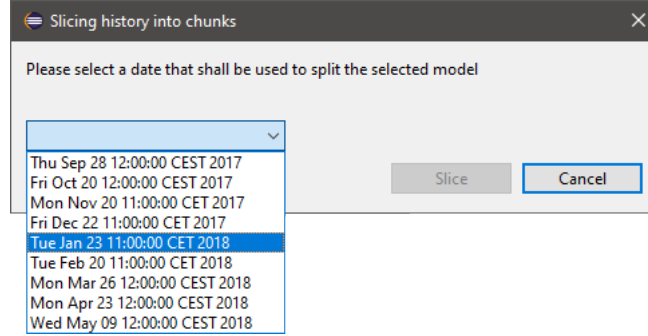 Slicing history into chunks
Please select a date that shall be used to split the selected model
Thu Sep 28 12:00:00 CEST 2017
Fri Oct 20 12:00:00 CEST 2017
Mon Nov 20 11:00:00 CET 2017
Fri Dec 22 11:00:00 CET 2017
Tue Jan 23 11:00:00 CET 2018
Tue Feb 20 11:00:00 CET 2018
Mon Mar 26 12:00:00 CEST 2018
Mon Apr 23 12:00:00 CEST 2018
Wed May 09 12:00:00 CEST 2018
Slice
Cancel